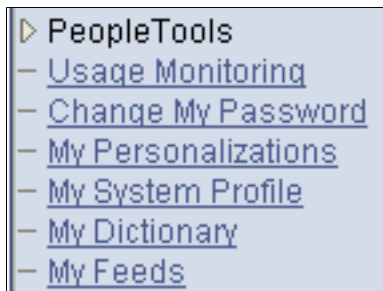 PeopleTools
Usage Monitoring
Change My Password
My Personalizations
My System Profile
My Dictionary
My Feeds